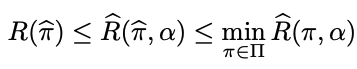 R(π̂) ≤ R̂(π̂, α) ≤ min_{π∈Π} R̂(π, α)